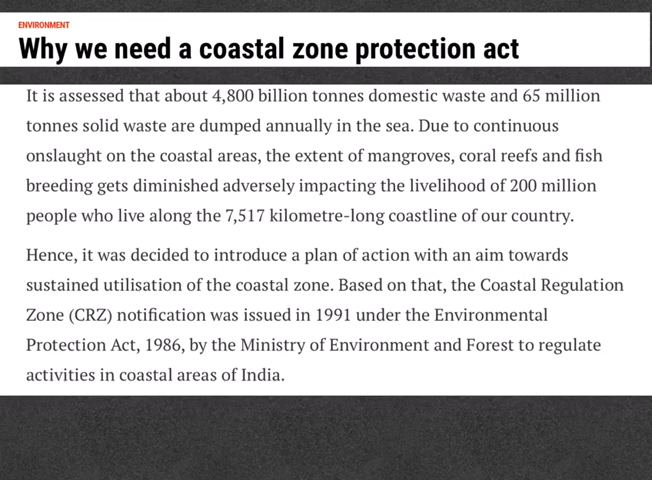 ENVIRONMENT
Why we need a coastal zone protection act
It is assessed that about 4,800 billion tonnes domestic waste and 65 million
tonnes solid waste are dumped annually in the sea. Due to continuous
onslaught on the coastal areas, the extent of mangroves, coral reefs and fish
breeding gets diminished adversely impacting the livelihood of 200 million
people who live along the 7,517 kilometre-long coastline of our country.
Hence, it was decided to introduce a plan of action with an aim towards
sustained utilisation of the coastal zone. Based on that, the Coastal Regulation
Zone (CRZ) notification was issued in 1991 under the Environmental
Protection Act, 1986, by the Ministry of Environment and Forest to regulate
activities in coastal areas of India.